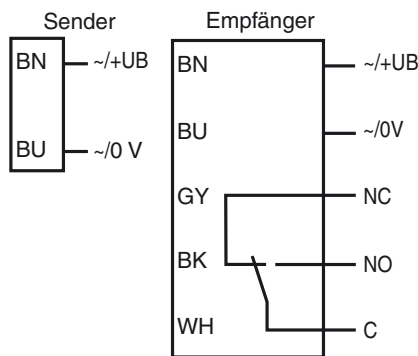 Sender
BN ~/+UB
BU ~/0 V
Empfänger
BN ~/+UB
BU ~/0V
GY NC
BK NO
WH C